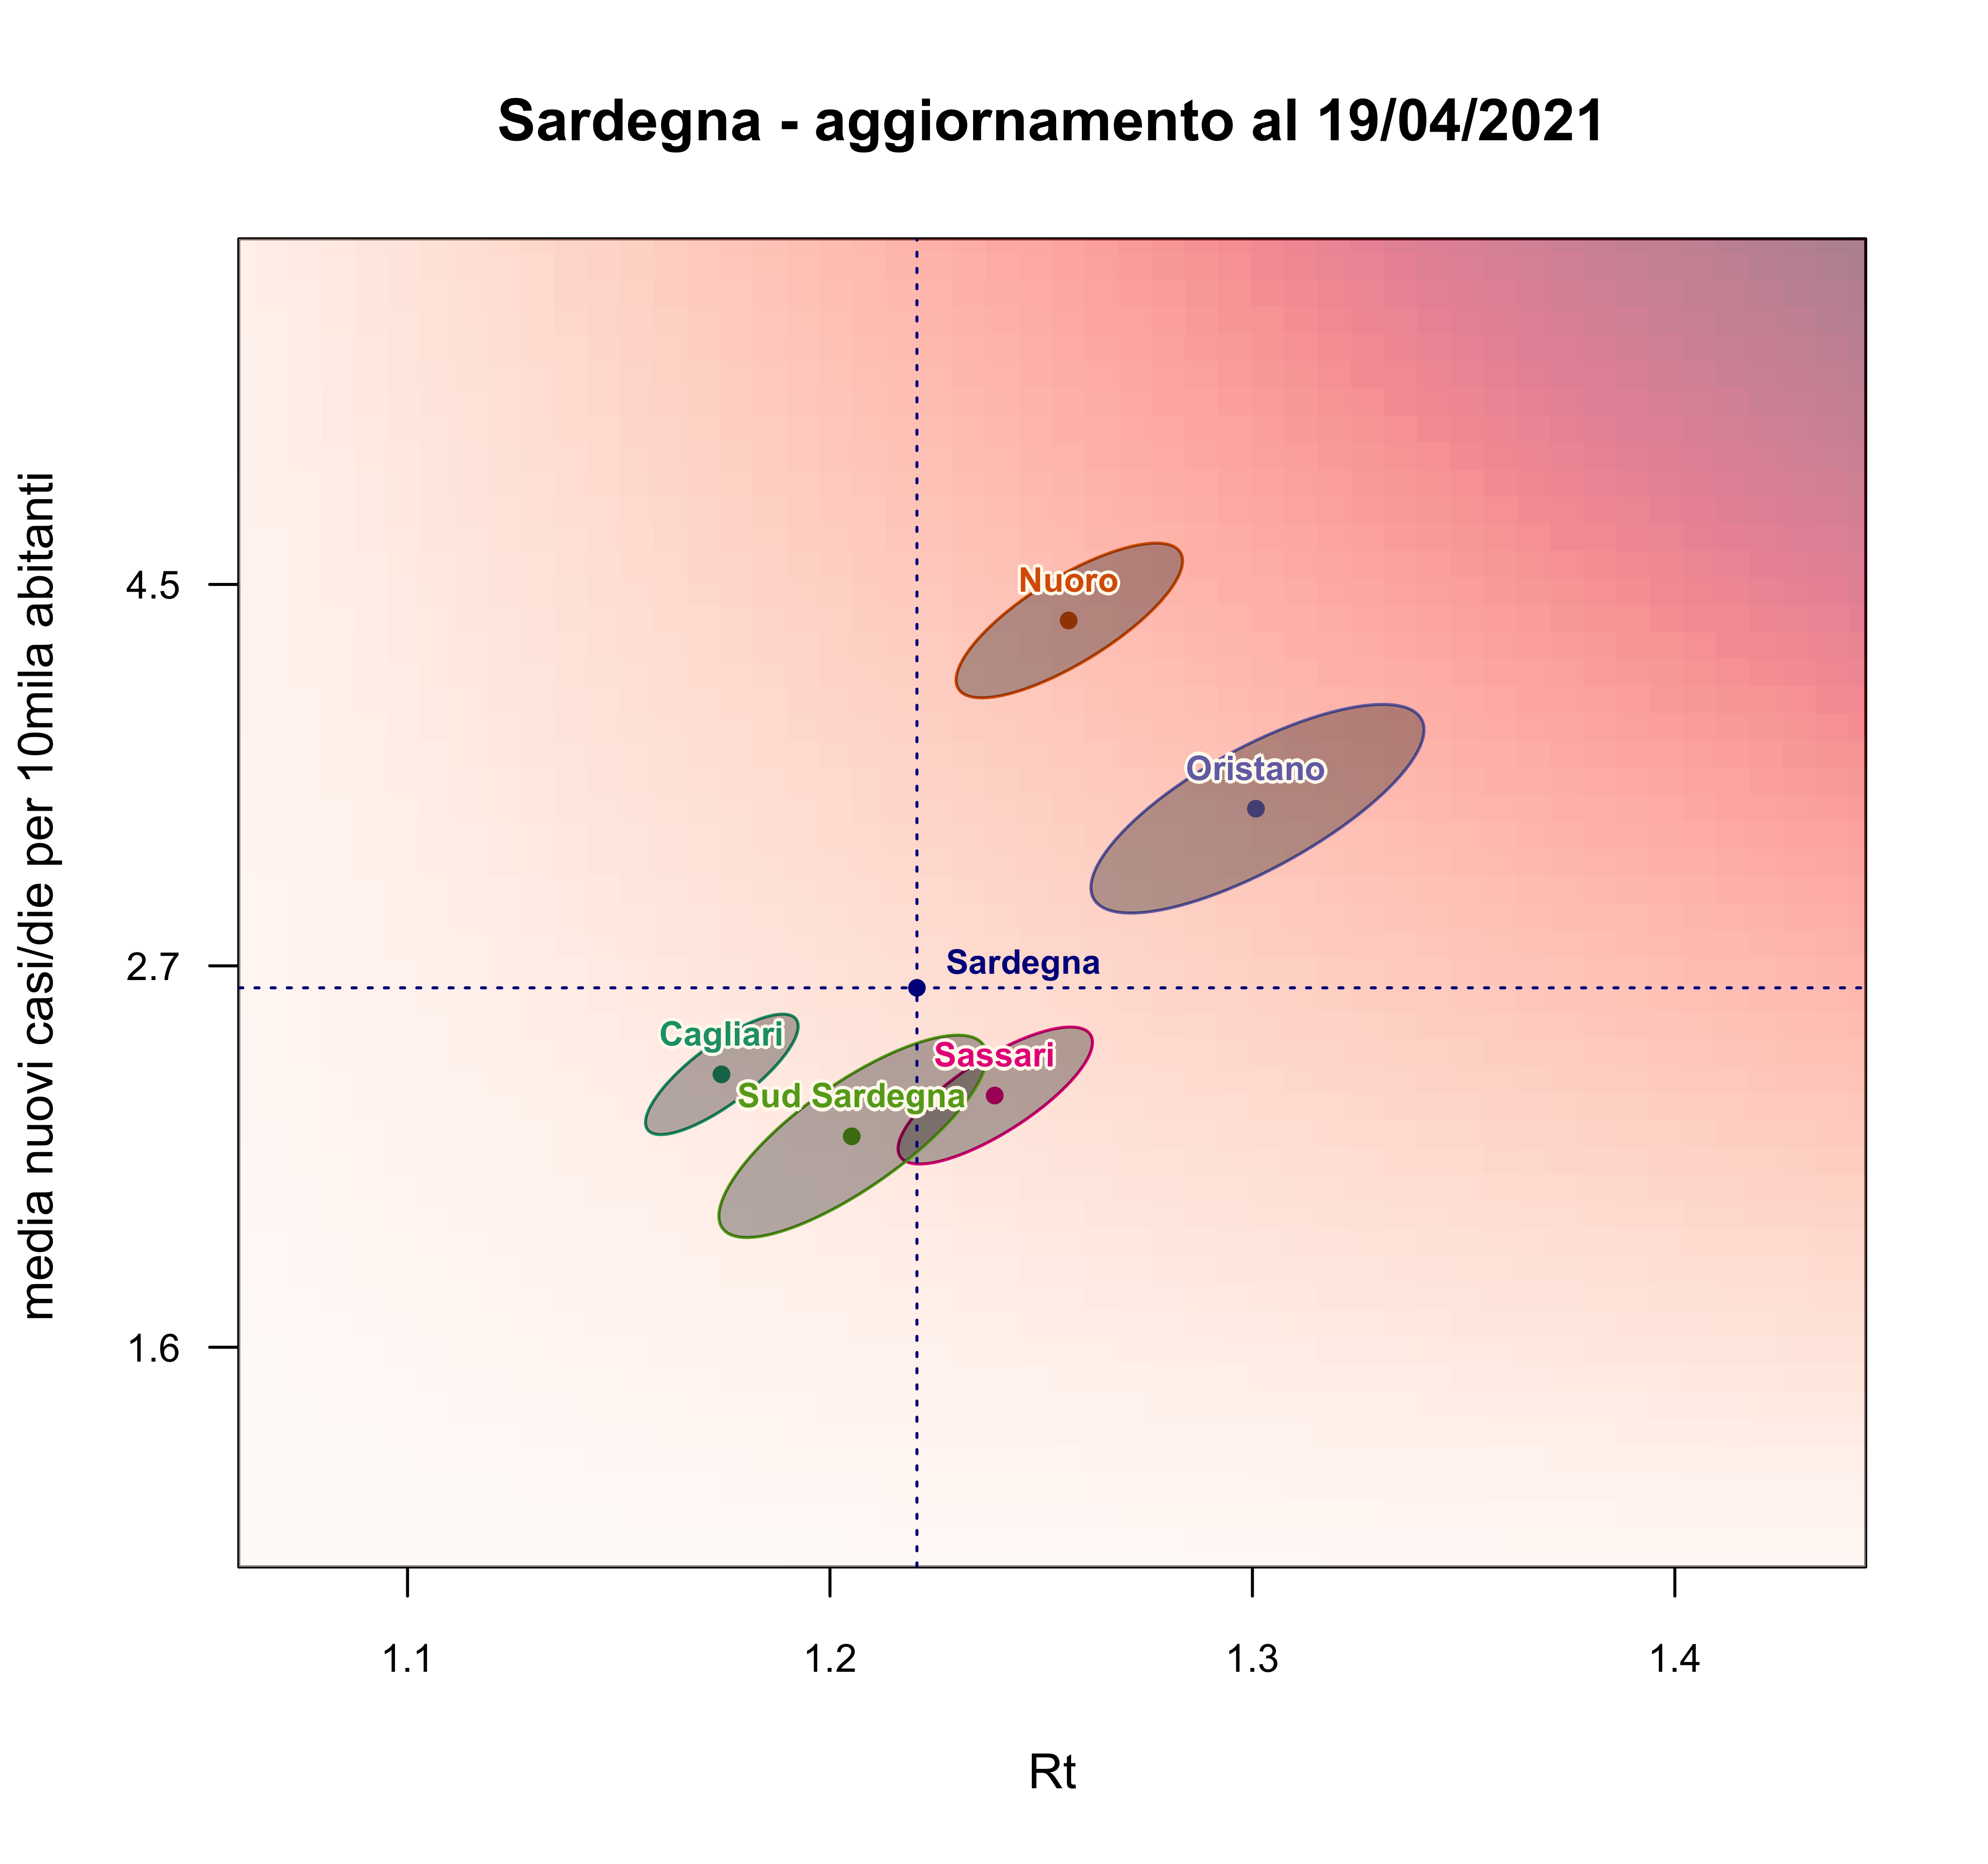 Sardegna - aggiornamento al 19/04/2021
media nuovi casi/die per 10mila abitanti
4.5
2.7
1.6
Nuoro
Oristano
Sardegna
Cagliari
Sassari
Sud Sardegna
1.1
1.2
1.3
1.4
Rt